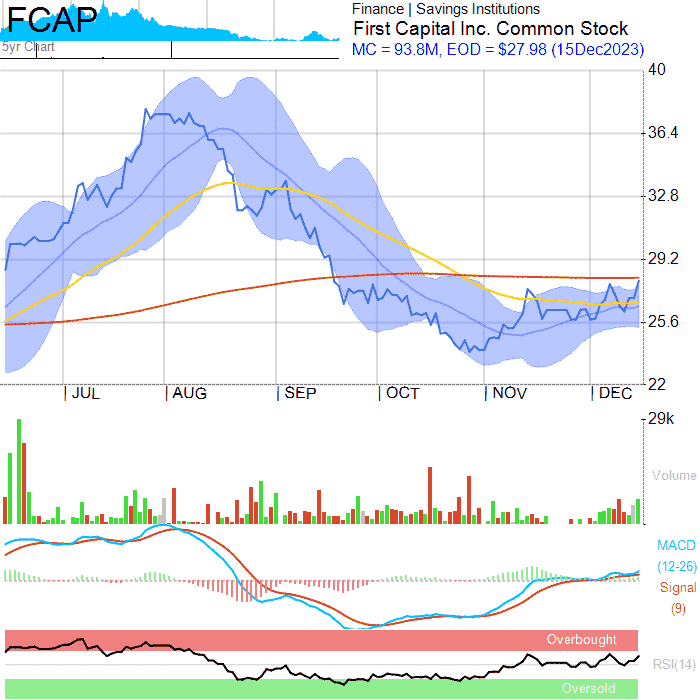 FCAP
5yr Chart
Finance | Savings Institutions
First Capital Inc. Common Stock
MC = 93.8M, EOD = $27.98 (15Dec2023)
40
36.4
32.8
29.2
25.6
22
JUL AUG SEP OCT NOV DEC
29k
Volume
MACD
(12-26)
Signal
(9)
Overbought
RSI(14)
Oversold